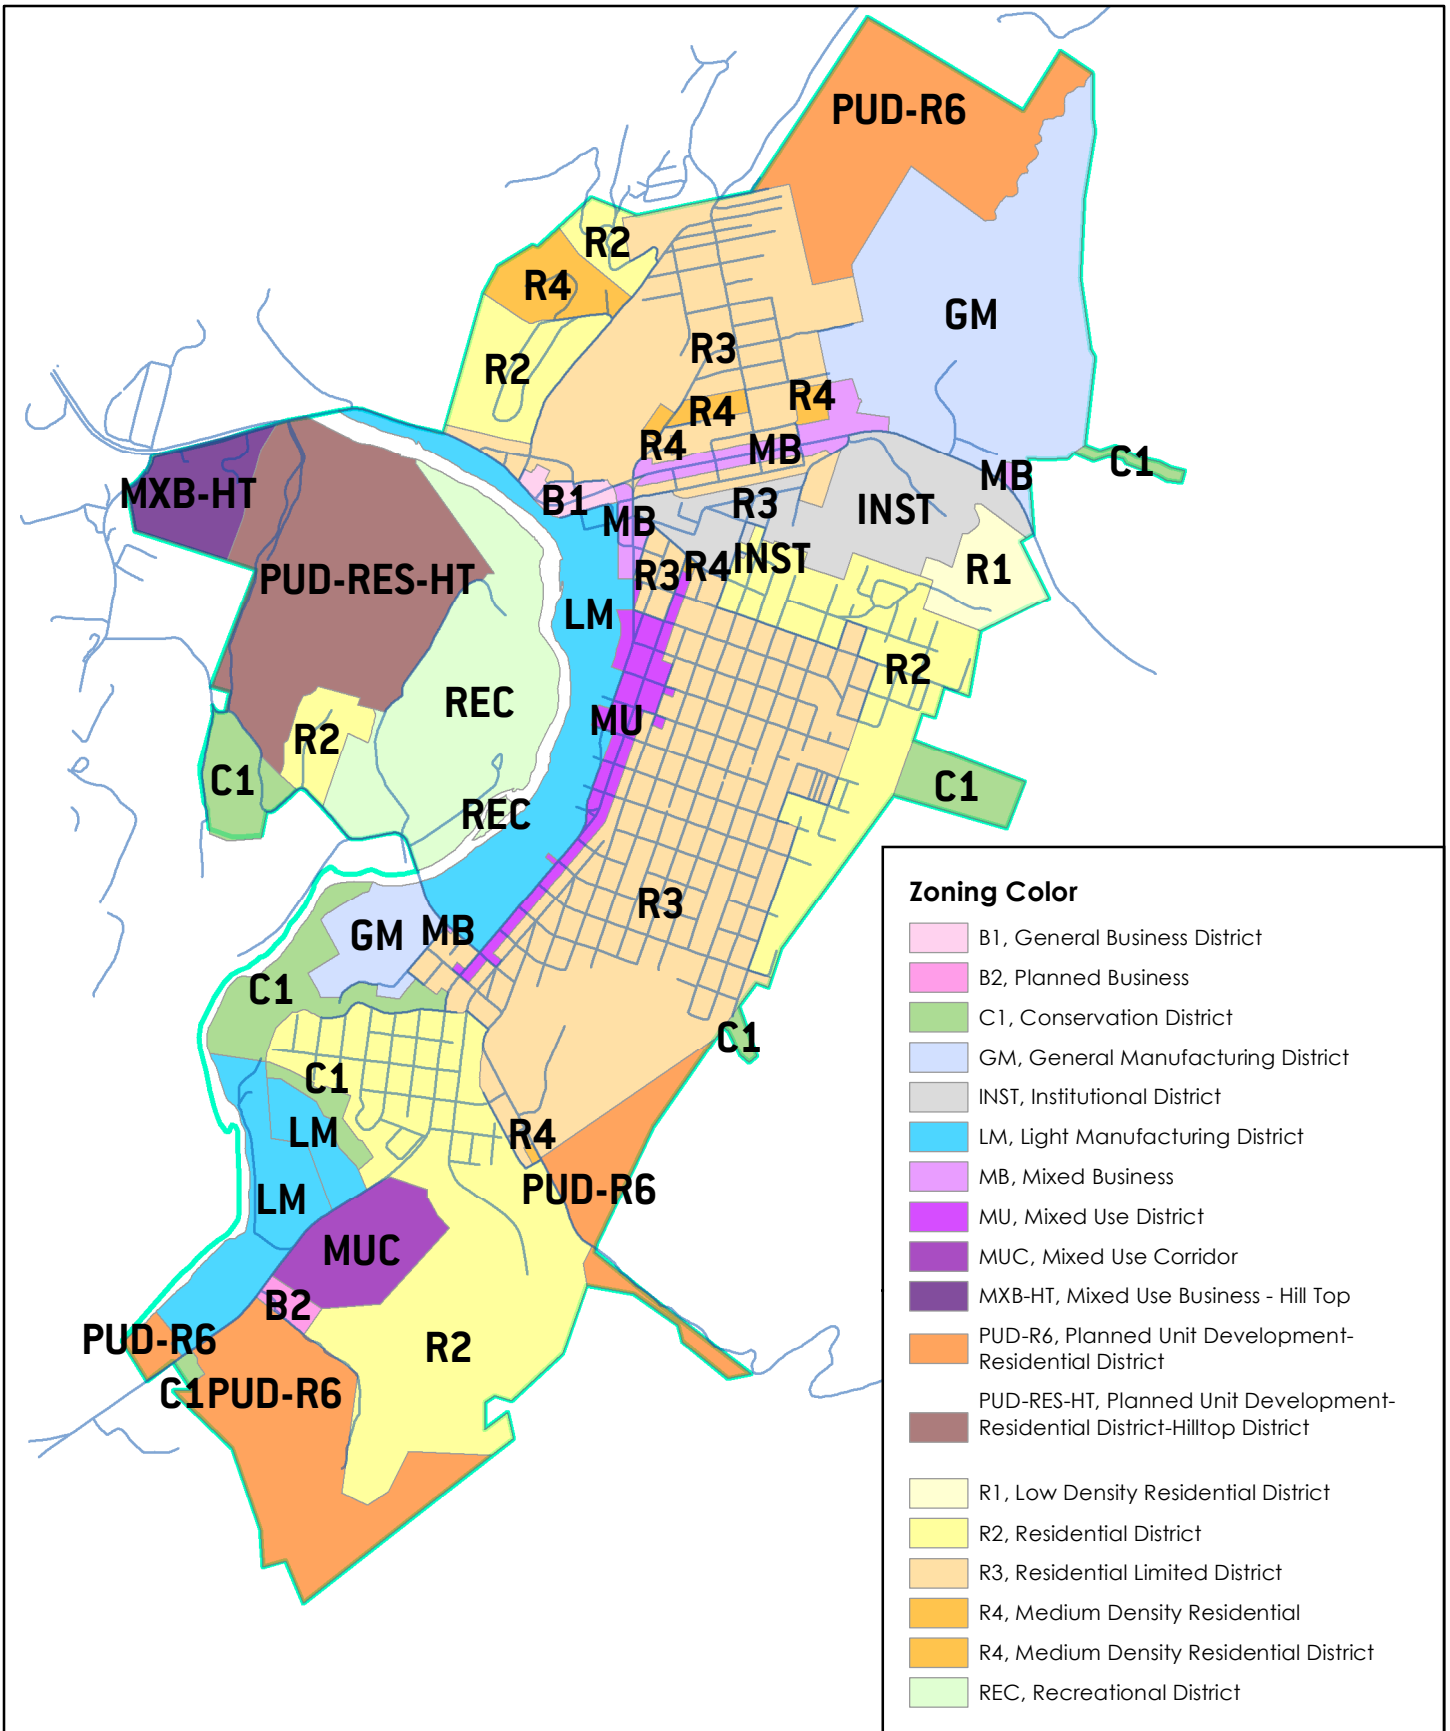 PUD-R6
R2
R4
GM
R3
R2
R4
R4
R4
MB
C1
MB
MXB-HT
B1
R3
INST
MB
INST
R4
R3
R1
PUD-RES-HT
LM
R2
REC
MU
R2
C1
C1
REC
R3
GM
MB
C1
C1
C1
LM
R4
PUD-R6
LM
MUC
B2
PUD-R6
R2
C1
PUD-R6
Zoning Color
B1, General Business District
B2, Planned Business
C1, Conservation District
GM, General Manufacturing District
INST, Institutional District
LM, Light Manufacturing District
MB, Mixed Business
MU, Mixed Use District
MUC, Mixed Use Corridor
MXB-HT, Mixed Use Business - Hill Top
PUD-R6, Planned Unit Development-
Residential District
PUD-RES-HT, Planned Unit Development-
Residential District-Hilltop District
R1, Low Density Residential District
R2, Residential District
R3, Residential Limited District
R4, Medium Density Residential
R4, Medium Density Residential District
REC, Recreational District